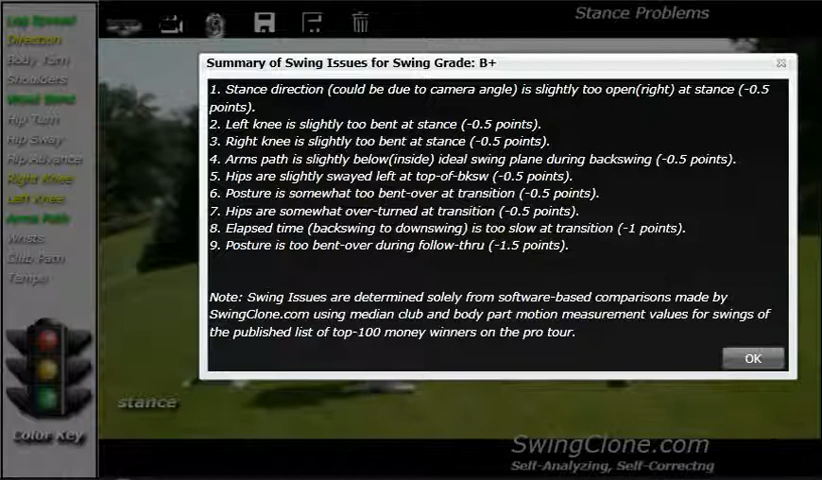 Stance Problems
Leg Spread
Direction
Body Turn
Shoulders
Waist Bend
Hip Turn
Hip Sway
Hip Advance
Right Knee
Left Knee
Arms Path
Wrists
Club Path
Tempo
Color Key
Summary of Swing Issues for Swing Grade: B+
1. Stance direction (could be due to camera angle) is slightly too open(right) at stance (-0.5
points).
2. Left knee is slightly too bent at stance (-0.5 points).
3. Right knee is slightly too bent at stance (-0.5 points).
4. Arms path is slightly below(inside) ideal swing plane during backswing (-0.5 points).
5. Hips are slightly swayed left at top-of-bksw (-0.5 points).
6. Posture is somewhat too bent-over at transition (-0.5 points).
7. Hips are somewhat over-turned at transition (-0.5 points).
8. Elapsed time (backswing to downswing) is too slow at transition (-1 points).
9. Posture is too bent-over during follow-thru (-1.5 points).
Note: Swing Issues are determined solely from software-based comparisons made by
SwingClone.com using median club and body part motion measurement values for swings of
the published list of top-100 money winners on the pro tour.
OK
stance
SwingClone.com
Self-Analyzing, Self-Correctng